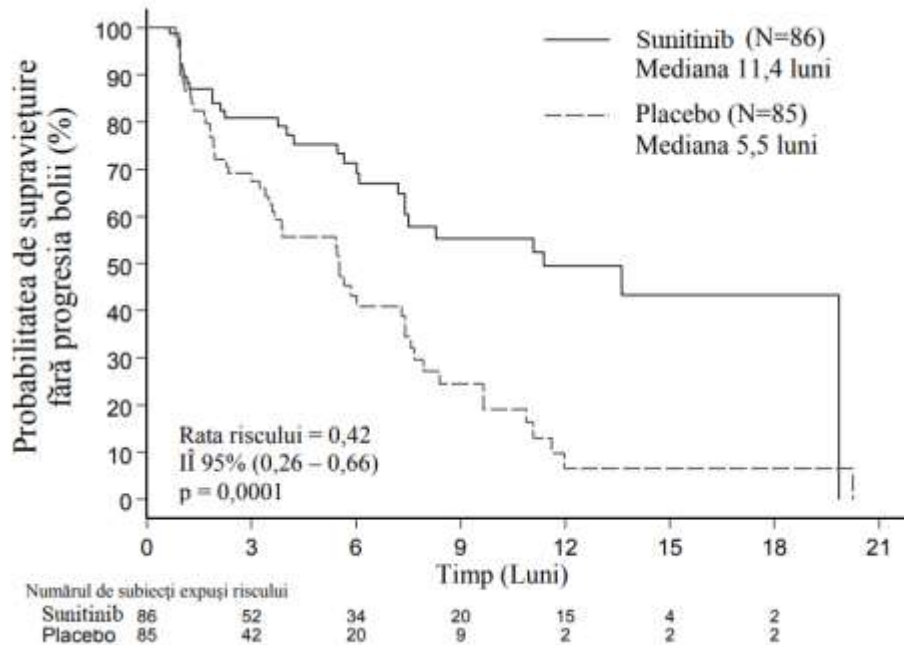 Probabilitatea de supraviețuire
fără progresia bolii (%)
100
90
80
70
60
50
40
30
20
10
0
Sunitinib (N=86)
Mediana 11,4 luni
Placebo (N=85)
Mediana 5,5 luni
Rata riscului = 0,42
IÎ 95% (0,26 – 0,66)
p = 0,0001
0 3 6 9 12 15 18 21
Timp (Luni)
Numărul de subiecți expuși riscului
Sunitinib 86 52 34 20 15 4 2
Placebo 85 42 20 9 2 2 2